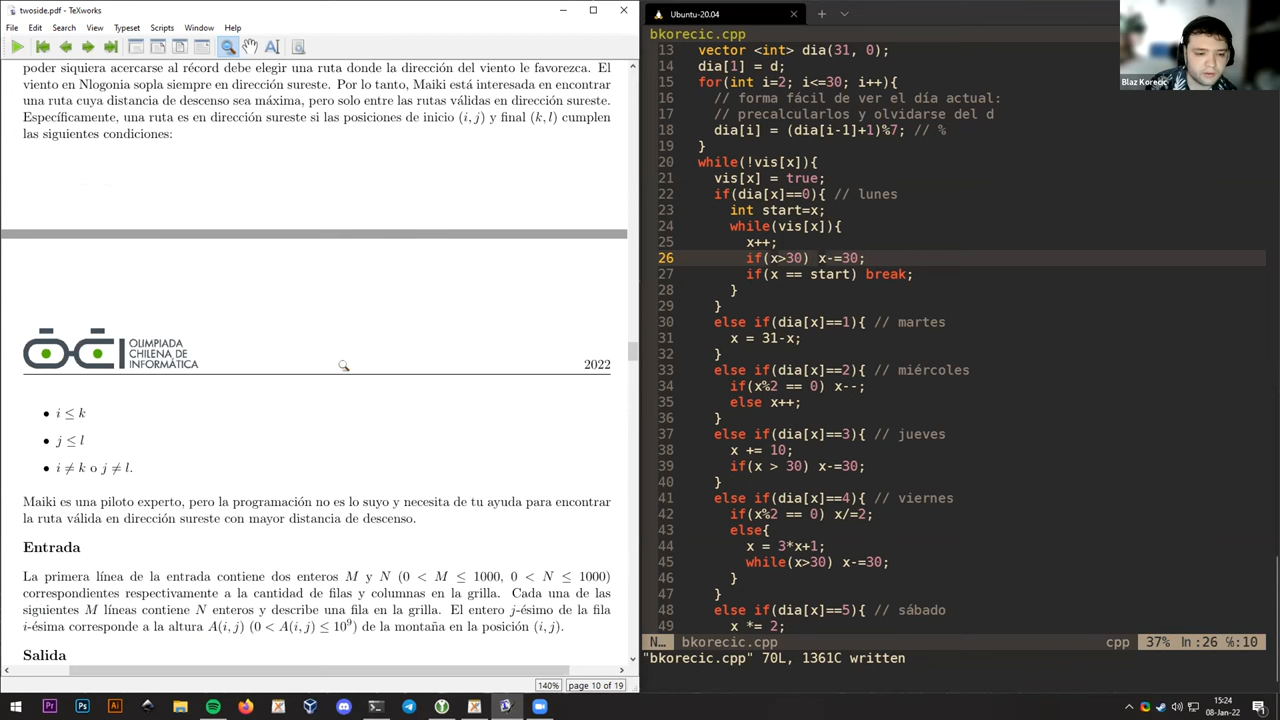 twoside.pdf - TeXworks
File Edit Search View Typeset Scripts Window Help
poder siquiera acercarse al récord debe elegir una ruta donde la dirección del viento le favorezca. El
viento en Nlogonia sopla siempre en dirección sureste. Por lo tanto, Maiki está interesada en encontrar
una ruta cuya distancia de descenso sea máxima, pero solo entre las rutas válidas en dirección sureste.
Específicamente, una ruta es en dirección sureste si las posiciones de inicio (i, j) y final (k, l) cumplen
las siguientes condiciones:
OCI
OLIMPIADA
CHILENA DE
INFORMÁTICA
2022
• i ≤ k
• j ≤ l
• i ≠ k o j ≠ l.
Maiki es una piloto experto, pero la programación no es lo suyo y necesita de tu ayuda para encontrar
la ruta válida en dirección sureste con mayor distancia de descenso.
Entrada
La primera línea de la entrada contiene dos enteros M y N (0 < M ≤ 1000, 0 < N ≤ 1000)
correspondientes respectivamente a la cantidad de filas y columnas en la grilla. Cada una de las
siguientes M líneas contiene N enteros y describe una fila en la grilla. El entero j-ésimo de la fila
i-ésima corresponde a la altura A(i, j) (0 < A(i, j) ≤ 10⁹) de la montaña en la posición (i, j).
Salida
140% page 10 of 19
Ubuntu-20.04
bkorecic.cpp
13 vector <int> dia(31, 0);
14 dia[1] = d;
15 for(int i=2; i<=30; i++){
16 // forma fácil de ver el día actual:
17 // precalcularlos y olvidarse del d
18 dia[i] = (dia[i-1]+1)%7; // %
19 }
20 while(!vis[x]){
21 vis[x] = true;
22 if(dia[x]==0){ // lunes
23 int start=x;
24 while(vis[x]){
25 x++;
26 if(x>30) x-=30;
27 if(x == start) break;
28 }
29 }
30 else if(dia[x]==1){ // martes
31 x = 31-x;
32 }
33 else if(dia[x]==2){ // miércoles
34 if(x%2 == 0) x--;
35 else x++;
36 }
37 else if(dia[x]==3){ // jueves
38 x += 10;
39 if(x > 30) x-=30;
40 }
41 else if(dia[x]==4){ // viernes
42 if(x%2 == 0) x/=2;
43 else{
44 x = 3*x+1;
45 while(x>30) x-=30;
46 }
47 }
48 else if(dia[x]==5){ // sábado
49 x *= 2;
N… bkorecic.cpp cpp 37% ln:26 ℅:10
"bkorecic.cpp" 70L, 1361C written
Blaz Korecic
15:24
08-Jan-22